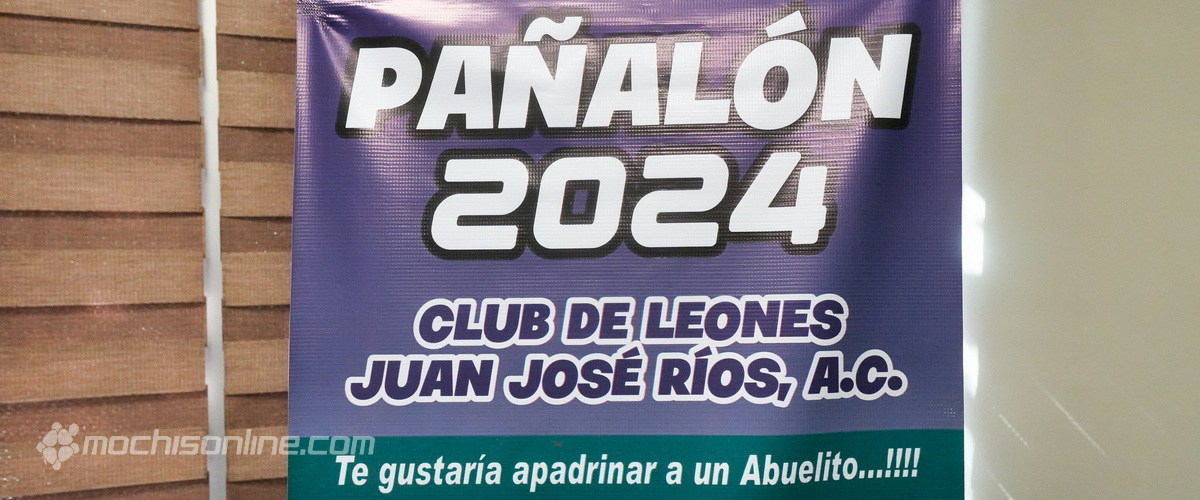 PAÑALÓN
2024
CLUB DE LEONES
JUAN JOSÉ RÍOS, A.C.
mochisonline.com
Te gustaría apadrinar a un Abuelito...!!!!